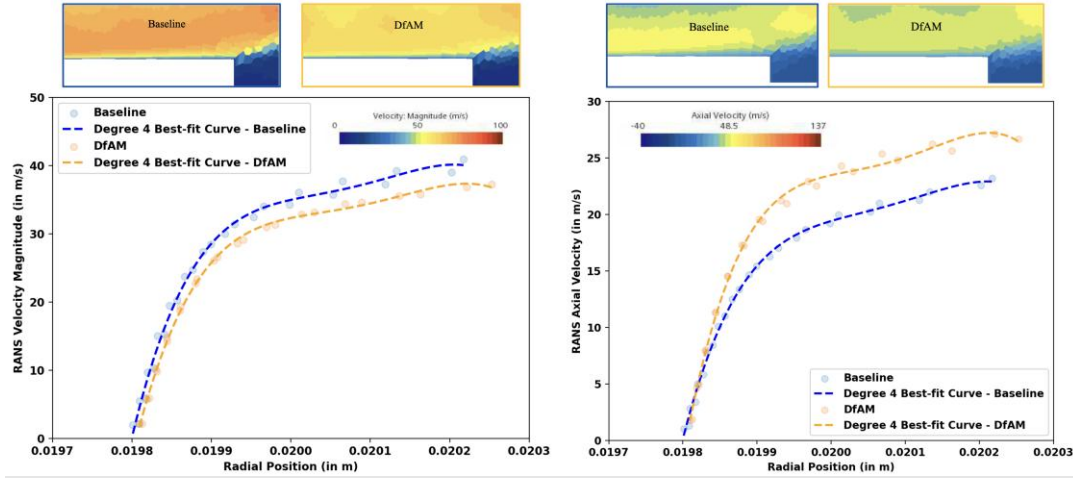 Baseline
DfAM
Baseline
DfAM
50
40
30
20
10
0
RANS Velocity Magnitude (in m/s)
Baseline
Degree 4 Best-fit Curve - Baseline
DfAM
Degree 4 Best-fit Curve - DfAM
Velocity: Magnitude (m/s)
0 50 100
0.0197 0.0198 0.0199 0.0200 0.0201 0.0202 0.0203
Radial Position (in m)
30
25
20
15
10
5
0
RANS Axial Velocity (in m/s)
Axial Velocity (m/s)
-40 48.5 137
Baseline
Degree 4 Best-fit Curve - Baseline
DfAM
Degree 4 Best-fit Curve - DfAM
0.0197 0.0198 0.0199 0.0200 0.0201 0.0202 0.0203
Radial Position (in m)